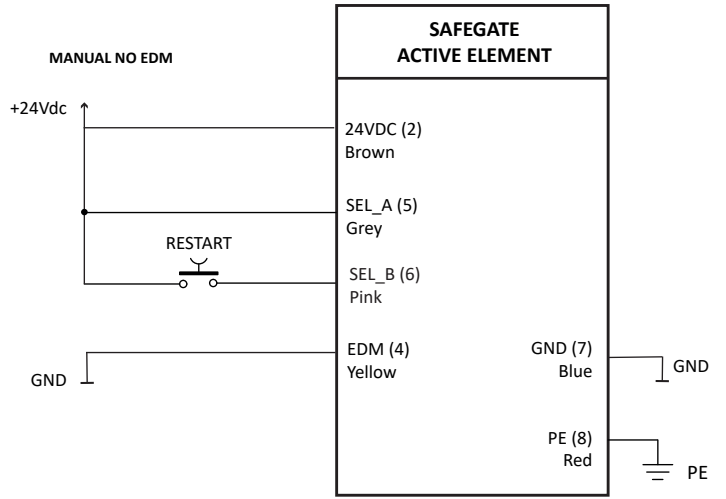 SAFEGATE
ACTIVE ELEMENT
MANUAL NO EDM
+24Vdc
24VDC (2)
Brown
SEL_A (5)
Grey
RESTART
SEL_B (6)
Pink
EDM (4)
Yellow
GND
GND (7)
Blue
GND
PE (8)
Red
PE